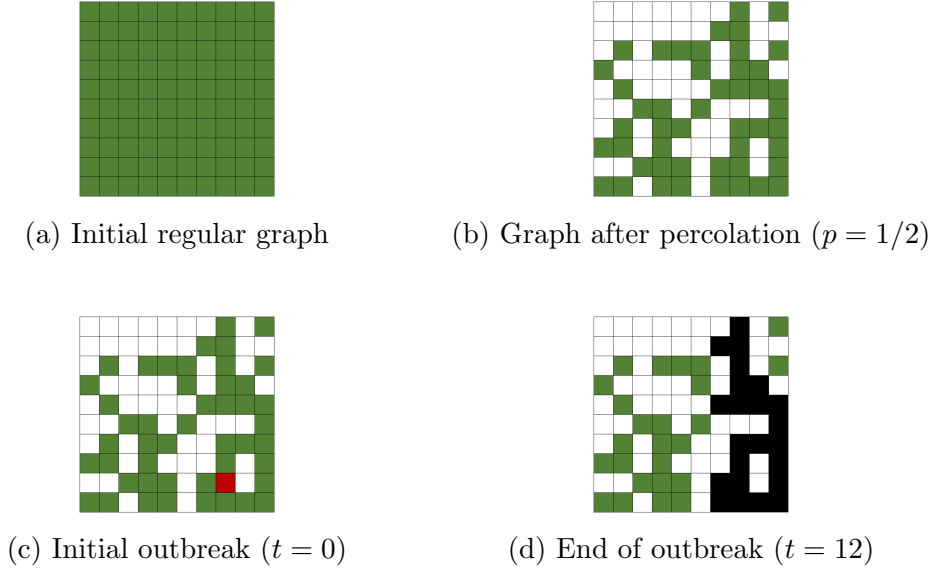 (a) Initial regular graph
(b) Graph after percolation (p = 1/2)
(c) Initial outbreak (t = 0)
(d) End of outbreak (t = 12)